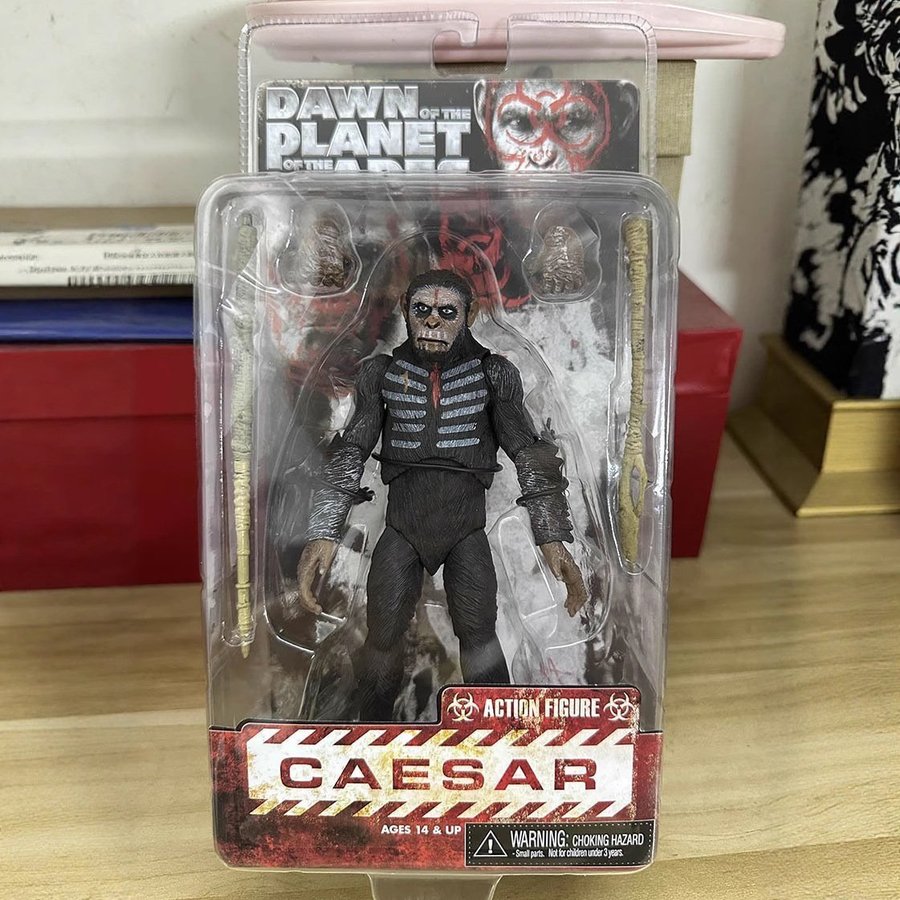 DAWN
OF THE
PLANET
OF THE APES
ACTION FIGURE
CAESAR
AGES 14 & UP
WARNING: CHOKING HAZARD
- Small parts. Not for children under 3 years.